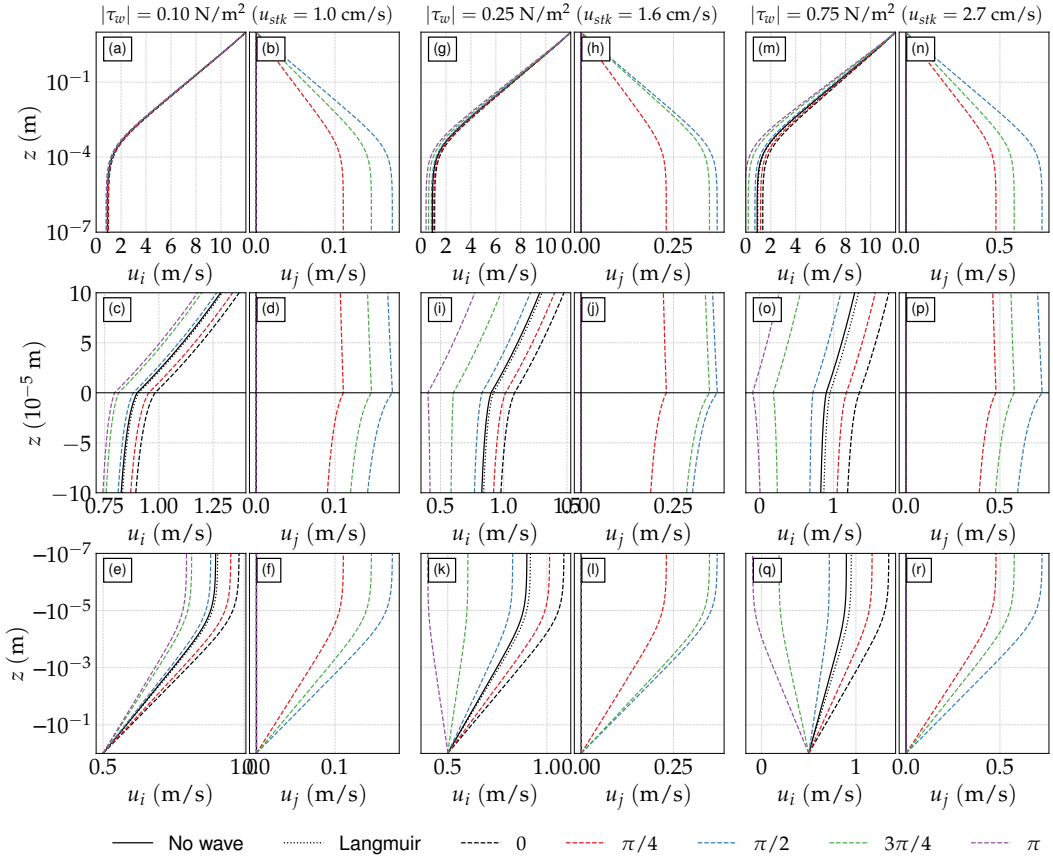 |τ_w| = 0.10 N/m² (u_stk = 1.0 cm/s) |τ_w| = 0.25 N/m² (u_stk = 1.6 cm/s) |τ_w| = 0.75 N/m² (u_stk = 2.7 cm/s)
(a) (b) (g) (h) (m) (n)
10⁻¹
z (m)
10⁻⁴
10⁻⁷
0 2 4 6 8 10 0.0 0.1 0 2 4 6 8 10 0.00 0.25 0 2 4 6 8 10 0.0 0.5
u_i (m/s) u_j (m/s) u_i (m/s) u_j (m/s) u_i (m/s) u_j (m/s)
10
(c) (d) (i) (j) (o) (p)
5
z (10⁻⁵ m)
0
−5
−10
0.75 1.00 1.25 0.0 0.1 1.0 1.5 0.00 0.25 0 1 0.0 0.5
u_i (m/s) u_j (m/s) u_i (m/s) u_j (m/s) u_i (m/s) u_j (m/s)
−10⁻⁷
(e) (f) (k) (l) (q) (r)
−10⁻⁵
z (m)
−10⁻³
−10⁻¹
0.5 1.0 0.0 0.1 0.5 1.0 0.00 0.25 0 1 0.0 0.5
u_i (m/s) u_j (m/s) u_i (m/s) u_j (m/s) u_i (m/s) u_j (m/s)
No wave Langmuir 0 π/4 π/2 3π/4 π